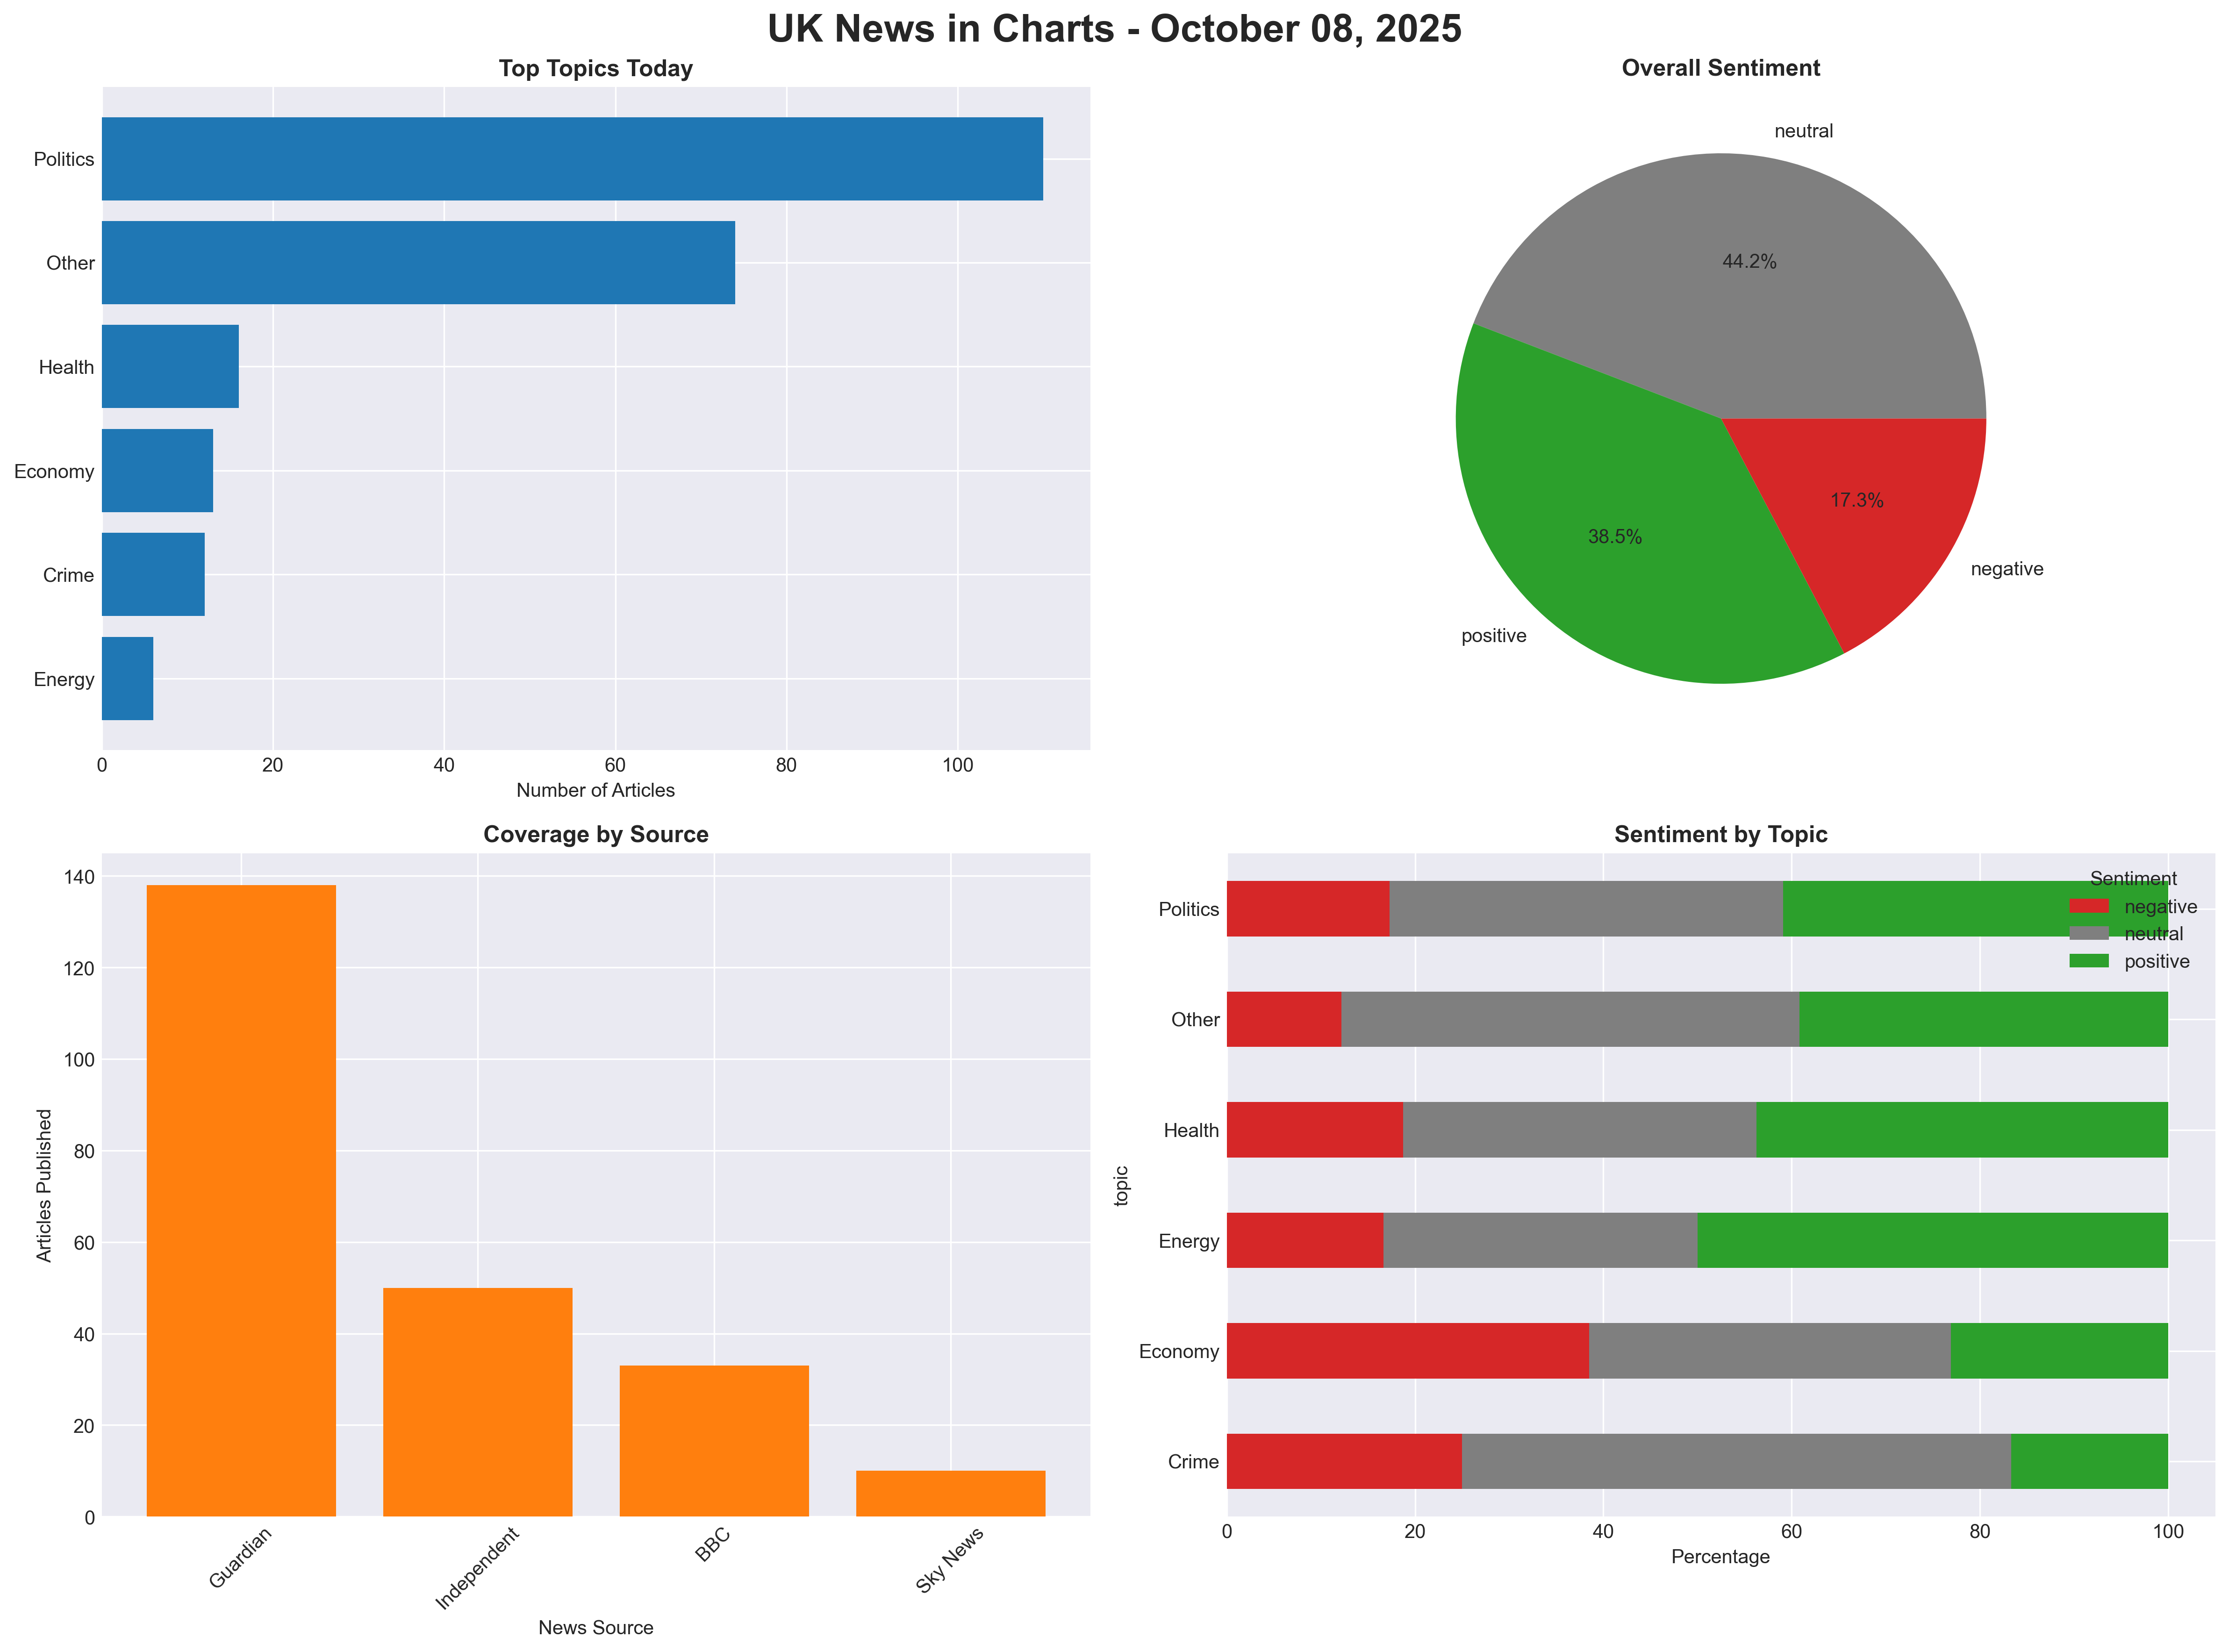 UK News in Charts - October 08, 2025
Top Topics Today
Politics
Other
Health
Economy
Crime
Energy
0 20 40 60 80 100
Number of Articles
Overall Sentiment
neutral
44.2%
17.3%
38.5%
negative
positive
Coverage by Source
140
120
100
80
60
40
20
0
Articles Published
Guardian Independent BBC Sky News
News Source
Sentiment by Topic
Sentiment
negative
neutral
positive
Politics
Other
Health
Energy
Economy
Crime
topic
0 20 40 60 80 100
Percentage